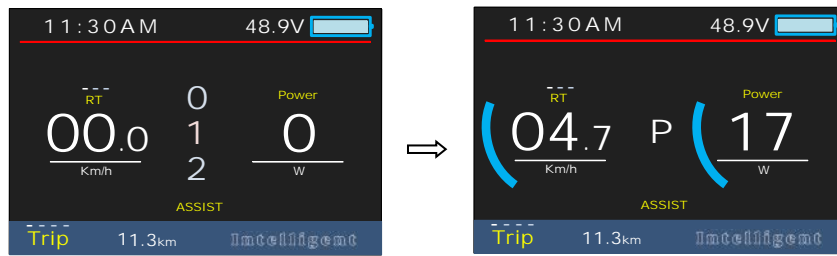 11:30AM 48.9V
RT Power
0
00.0 1 0
Km/h 2 W
ASSIST
Trip 11.3km Intelligent
11:30AM 48.9V
RT Power
04.7 P 17
Km/h W
ASSIST
Trip 11.3km Intelligent